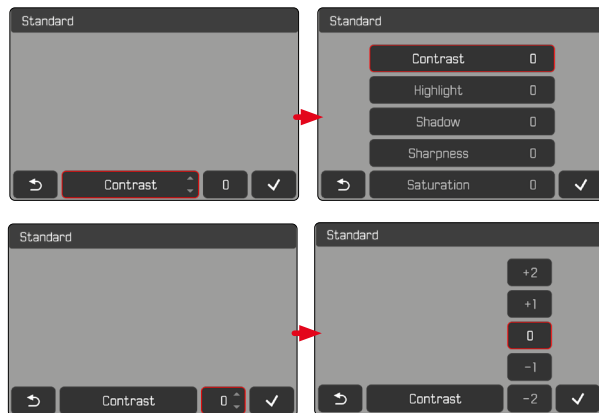 Standard
Contrast 0
Standard
Contrast 0
Highlight 0
Shadow 0
Sharpness 0
Saturation 0
Standard
Contrast 0
Standard
+2
+1
0
-1
Contrast -2